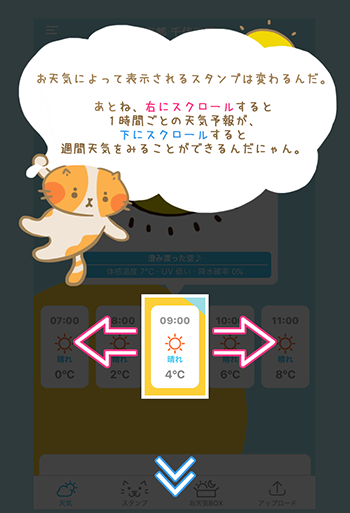 お天気によって表示されるスタンプは変わるんだ。
あとね、右にスクロールすると
1時間ごとの天気予報が、
下にスクロールすると
週間天気をみることができるんだにゃん。
澄み渡った空♪
体感温度 7℃・UV 低い・降水確率 0%
07:00 8:00 09:00 10:00 11:00
晴れ 晴れ 晴れ
0℃ 2℃ 4℃ 6℃ 8℃
天気 スタンプ お天気BOX アップロード